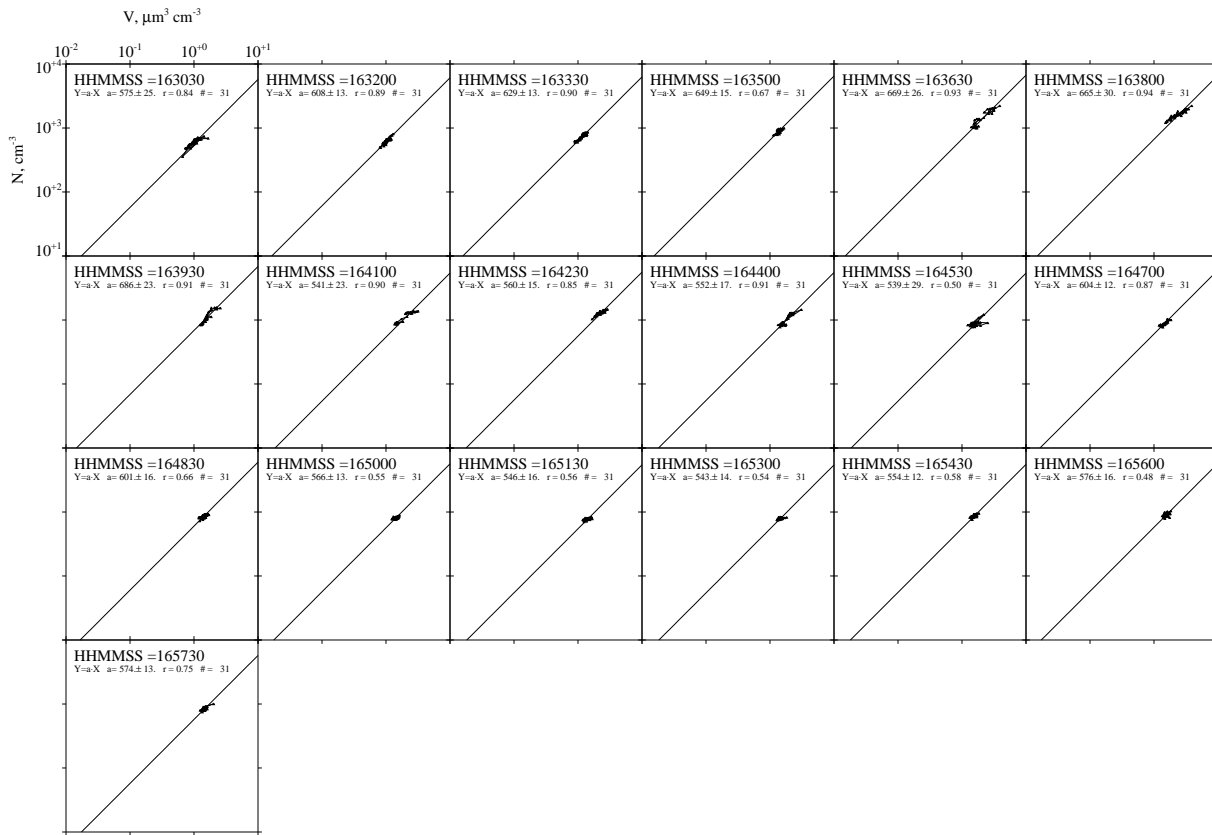 V, μm³ cm⁻³
10⁻² 10⁻¹ 10⁺⁰ 10⁺¹
N, cm⁻³
10⁺⁴
10⁺³
10⁺²
10⁺¹
HHMMSS =163030
Y=a·X a= 575.± 25. r = 0.84 # = 31
HHMMSS =163200
Y=a·X a= 608.± 13. r = 0.89 # = 31
HHMMSS =163330
Y=a·X a= 629.± 13. r = 0.90 # = 31
HHMMSS =163500
Y=a·X a= 649.± 15. r = 0.67 # = 31
HHMMSS =163630
Y=a·X a= 669.± 26. r = 0.93 # = 31
HHMMSS =163800
Y=a·X a= 665.± 30. r = 0.94 # = 31
HHMMSS =163930
Y=a·X a= 686.± 23. r = 0.91 # = 31
HHMMSS =164100
Y=a·X a= 541.± 23. r = 0.90 # = 31
HHMMSS =164230
Y=a·X a= 560.± 15. r = 0.85 # = 31
HHMMSS =164400
Y=a·X a= 552.± 17. r = 0.91 # = 31
HHMMSS =164530
Y=a·X a= 539.± 29. r = 0.50 # = 31
HHMMSS =164700
Y=a·X a= 604.± 12. r = 0.87 # = 31
HHMMSS =164830
Y=a·X a= 601.± 16. r = 0.66 # = 31
HHMMSS =165000
Y=a·X a= 566.± 13. r = 0.55 # = 31
HHMMSS =165130
Y=a·X a= 546.± 16. r = 0.56 # = 31
HHMMSS =165300
Y=a·X a= 543.± 14. r = 0.54 # = 31
HHMMSS =165430
Y=a·X a= 554.± 12. r = 0.58 # = 31
HHMMSS =165600
Y=a·X a= 576.± 16. r = 0.48 # = 31
HHMMSS =165730
Y=a·X a= 574.± 13. r = 0.75 # = 31